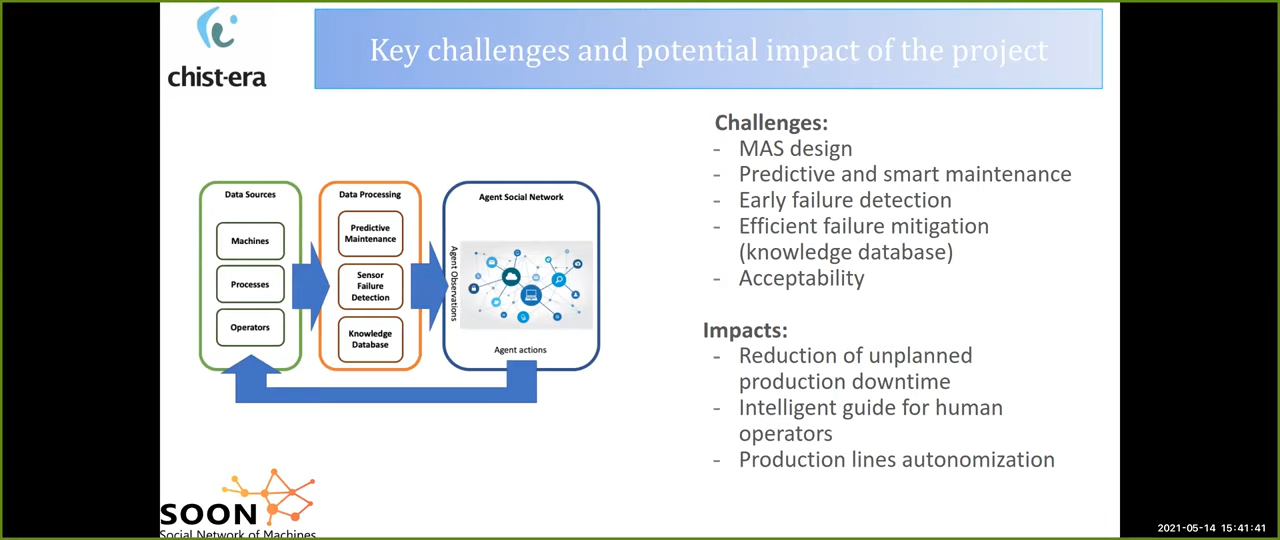 chist-era
Key challenges and potential impact of the project
Data Sources
Machines
Processes
Operators
Data Processing
Predictive
Maintenance
Sensor
Failure
Detection
Knowledge
Database
Agent Social Network
Agent Observations
Agent actions
Challenges:
- MAS design
- Predictive and smart maintenance
- Early failure detection
- Efficient failure mitigation
(knowledge database)
- Acceptability
Impacts:
- Reduction of unplanned
production downtime
- Intelligent guide for human
operators
- Production lines autonomization
SOON
Social Network of Machines
2021-05-14 15:41:41